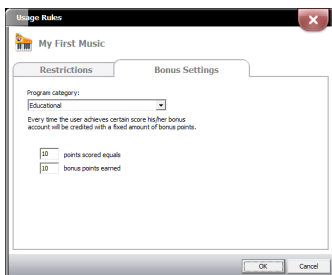 Usage Rules
My First Music
Restrictions
Bonus Settings
Program category:
Educational
Every time the user achieves certain score his/her bonus
account will be credited with a fixed amount of bonus points.
10 points scored equals
10 bonus points earned
OK
Cancel